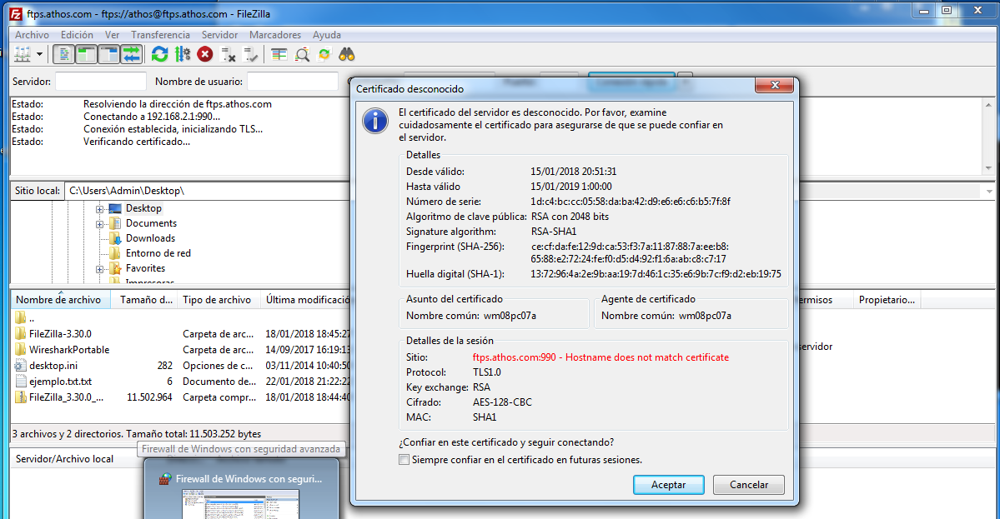 ftps.athos.com - ftps://athos@ftps.athos.com - FileZilla
Archivo Edición Ver Transferencia Servidor Marcadores Ayuda
Servidor: Nombre de usuario:
Estado: Resolviendo la dirección de ftps.athos.com
Estado: Conectando a 192.168.2.1:990...
Estado: Conexión establecida, inicializando TLS...
Estado: Verificando certificado...
Sitio local: C:\Users\Admin\Desktop\
Desktop
Documents
Downloads
Entorno de red
Favorites
Impresoras
Nombre de archivo Tamaño d... Tipo de archivo Última modificació
..
FileZilla-3.30.0 Carpeta de arc... 18/01/2018 18:45:27
WiresharkPortable Carpeta de arc... 14/09/2017 16:19:13
desktop.ini 282 Opciones de c... 03/11/2014 10:40:50
ejemplo.txt.txt 6 Documento de... 22/01/2018 21:22:22
FileZilla_3.30.0_... 11.502.964 Carpeta compr... 18/01/2018 18:44:40
3 archivos y 2 directorios. Tamaño total: 11.503.252 bytes
Servidor/Archivo local
Firewall de Windows con seguridad avanzada
Firewall de Windows con seguri...
ermisos Propietario...
servidor
Certificado desconocido
El certificado del servidor es desconocido. Por favor, examine
cuidadosamente el certificado para asegurarse de que se puede confiar en
el servidor.
Detalles
Desde válido: 15/01/2018 20:51:31
Hasta válido 15/01/2019 1:00:00
Número de serie: 1d:c4:bc:cc:05:58:da:ba:42:d9:e6:e6:c6:b5:7f:8f
Algoritmo de clave pública: RSA con 2048 bits
Signature algorithm: RSA-SHA1
Fingerprint (SHA-256): ce:cf:da:fe:12:9d:ca:53:f3:7a:11:87:88:7a:ee:b8:
65:88:e2:72:24:fe:f0:d5:d4:92:f1:6a:ab:c8:c7:17
Huella digital (SHA-1): 13:72:96:4a:2e:9b:aa:19:7d:46:1c:35:e6:9b:7c:f9:d2:eb:19:75
Asunto del certificado
Nombre común: wm08pc07a
Agente de certificado
Nombre común: wm08pc07a
Detalles de la sesión
Sitio: ftps.athos.com:990 - Hostname does not match certificate
Protocol: TLS1.0
Key exchange: RSA
Cifrado: AES-128-CBC
MAC: SHA1
¿Confiar en este certificado y seguir conectando?
Siempre confiar en el certificado en futuras sesiones.
Aceptar Cancelar